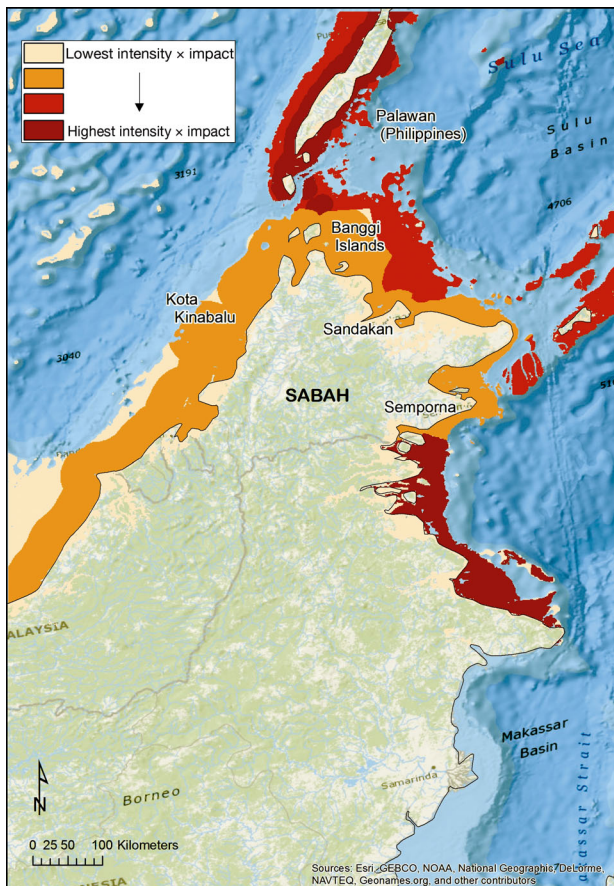 Lowest intensity × impact
Highest intensity × impact
Sulu Sea
Palawan
(Philippines)
Sulu
Basin
3191
4706
Banggi
Islands
Kota
Kinabalu
Sandakan
3040
SABAH
Semporna
MALAYSIA
Makassar
Basin
Makassar Strait
Samarinda
Borneo
N
0 25 50 100 Kilometers
Sources: Esri, GEBCO, NOAA, National Geographic, DeLorme,
NAVTEQ, Geonames.org, and other contributors